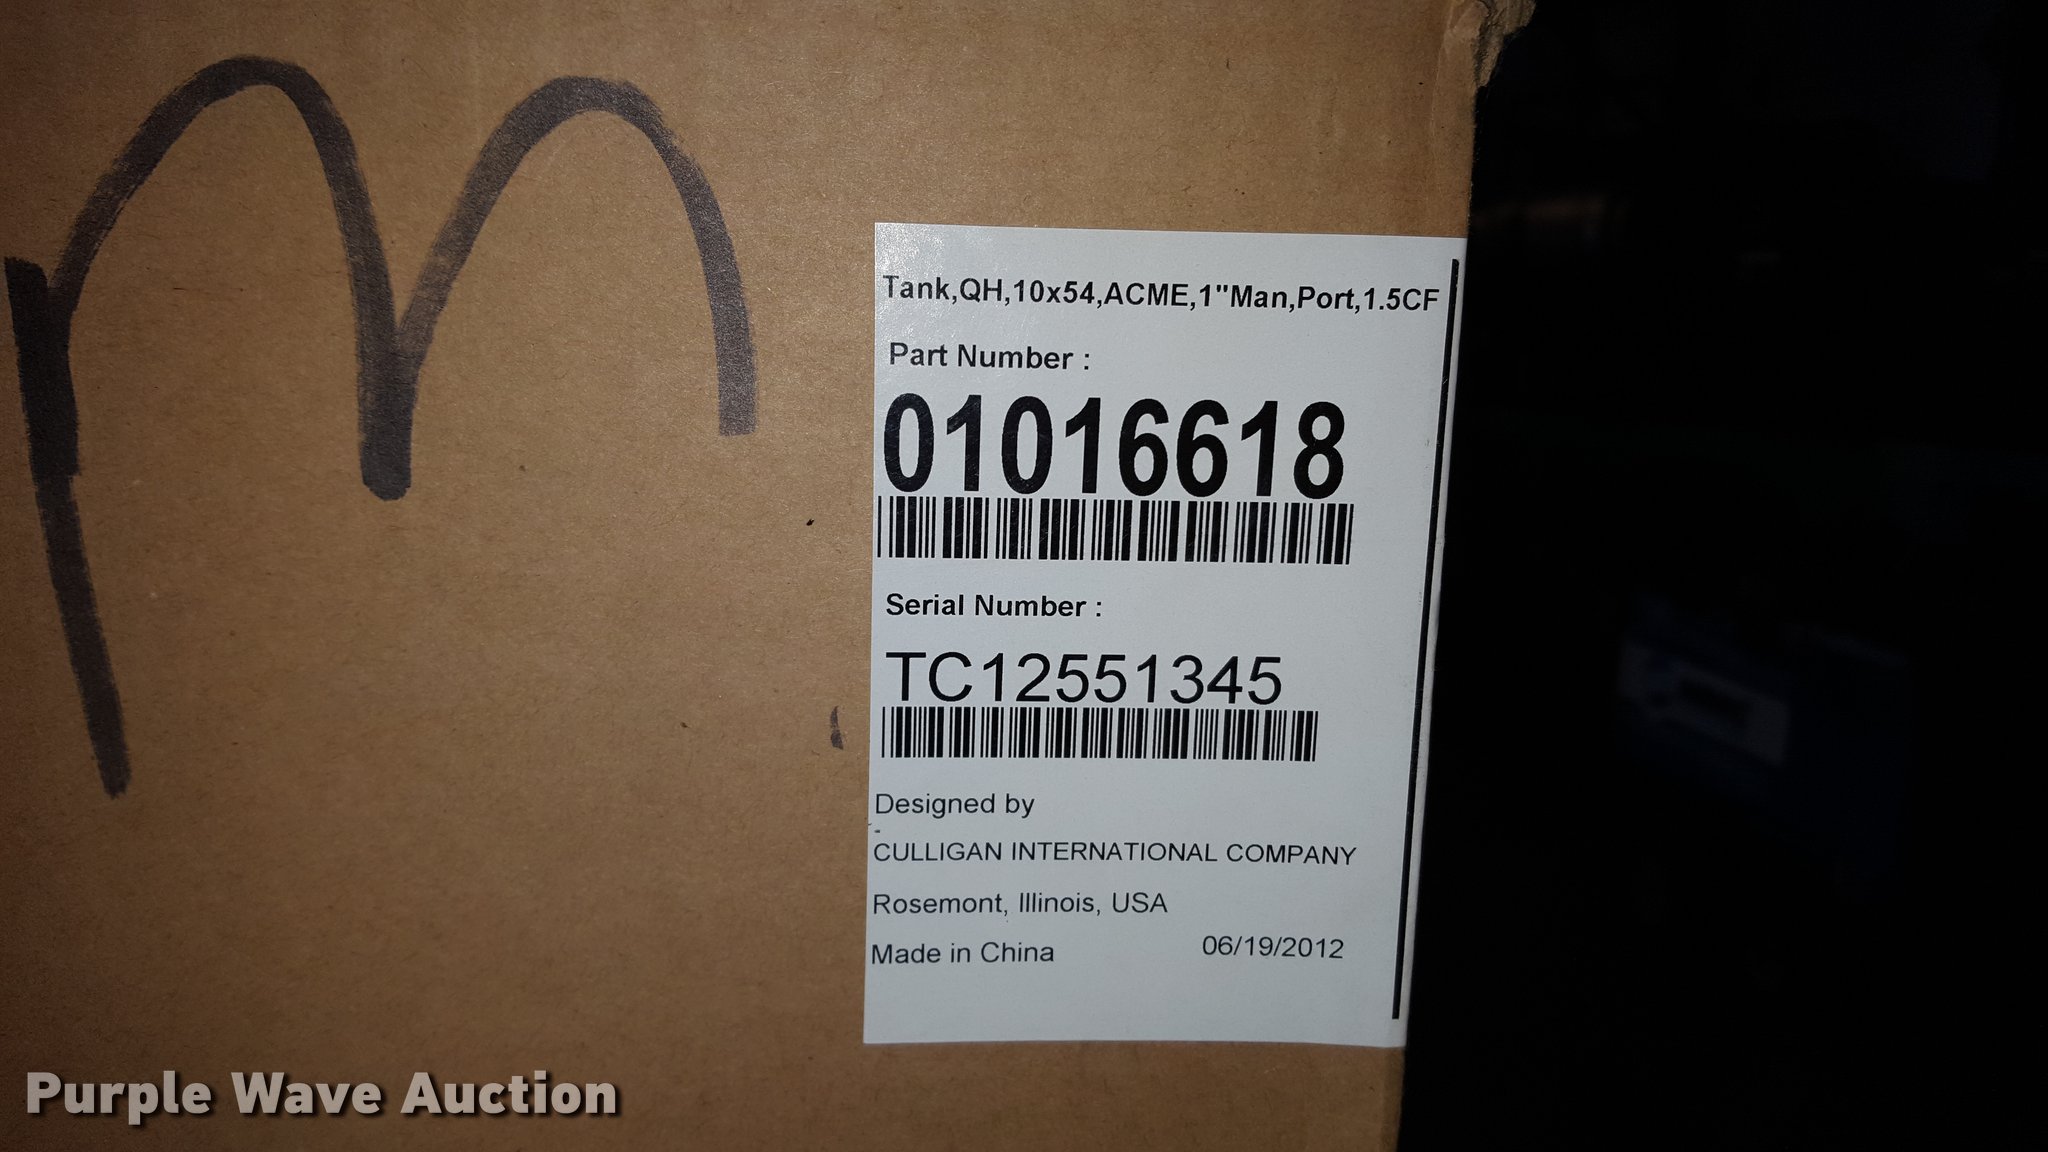 m
Tank,QH,10x54,ACME,1"Man,Port,1.5CF
Part Number :
01016618
Serial Number :
TC12551345
Designed by
CULLIGAN INTERNATIONAL COMPANY
Rosemont, Illinois, USA
Made in China 06/19/2012
Purple Wave Auction